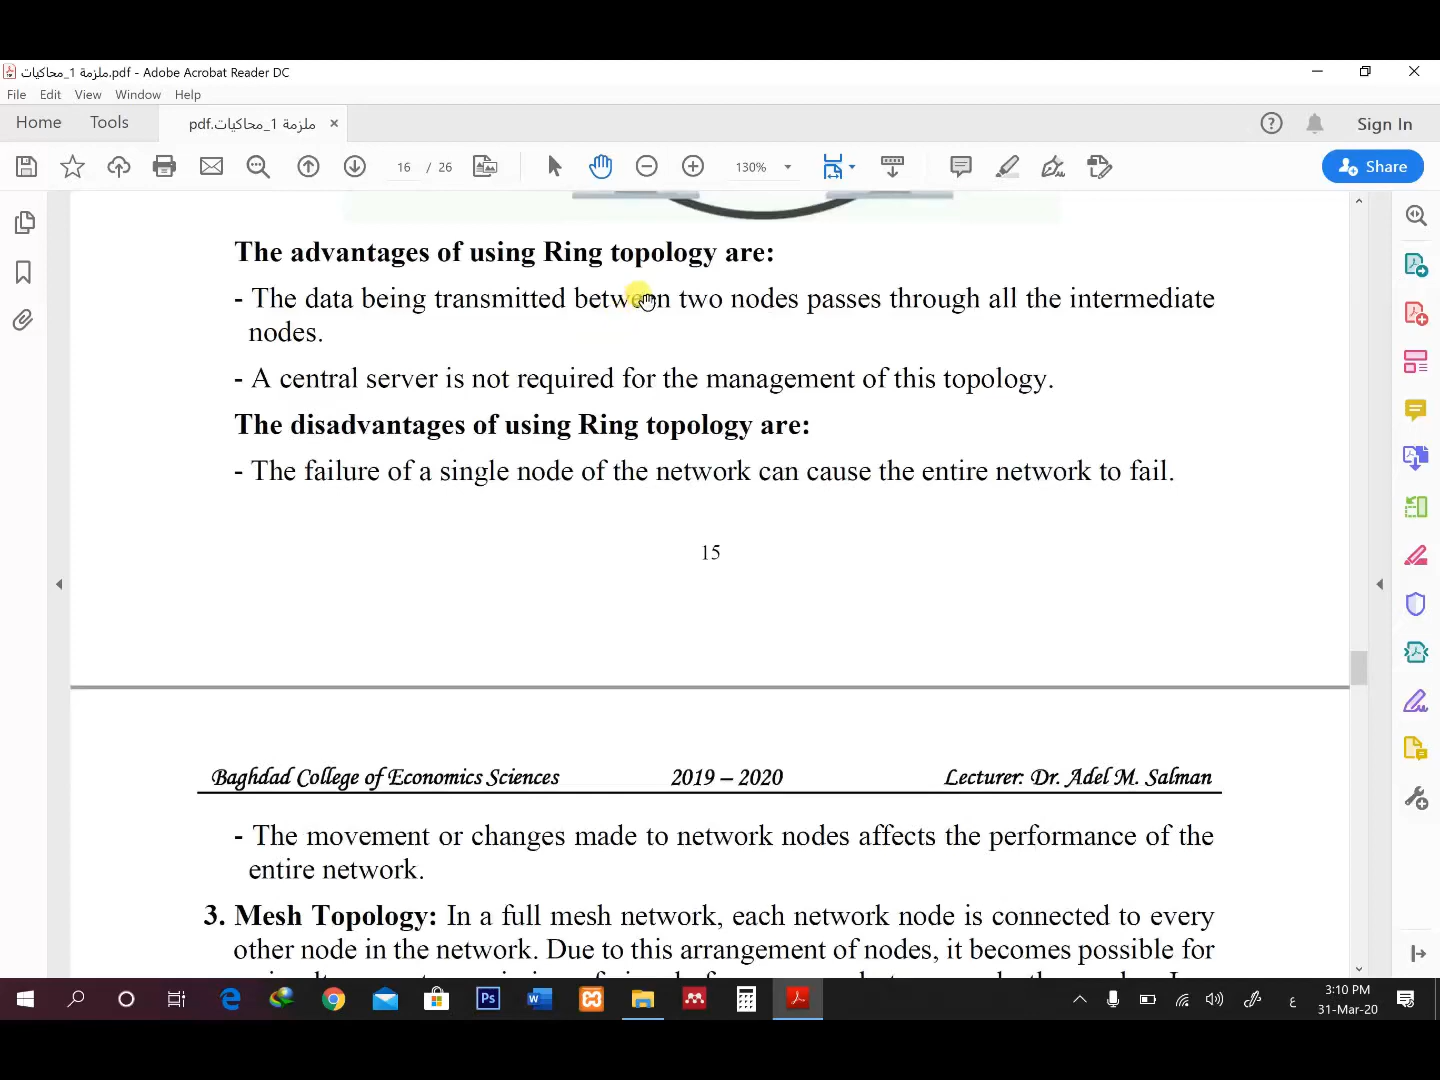 ملزمة 1_محاكيات.pdf - Adobe Acrobat Reader DC
File Edit View Window Help
Home Tools ملزمة 1_محاكيات.pdf × Sign In
16 / 26 130% Share
The advantages of using Ring topology are:
- The data being transmitted between two nodes passes through all the intermediate
nodes.
- A central server is not required for the management of this topology.
The disadvantages of using Ring topology are:
- The failure of a single node of the network can cause the entire network to fail.
15
Baghdad College of Economics Sciences 2019 – 2020 Lecturer: Dr. Adel M. Salman
- The movement or changes made to network nodes affects the performance of the
entire network.
3. Mesh Topology: In a full mesh network, each network node is connected to every
other node in the network. Due to this arrangement of nodes, it becomes possible for
ع 3:10 PM
31-Mar-20